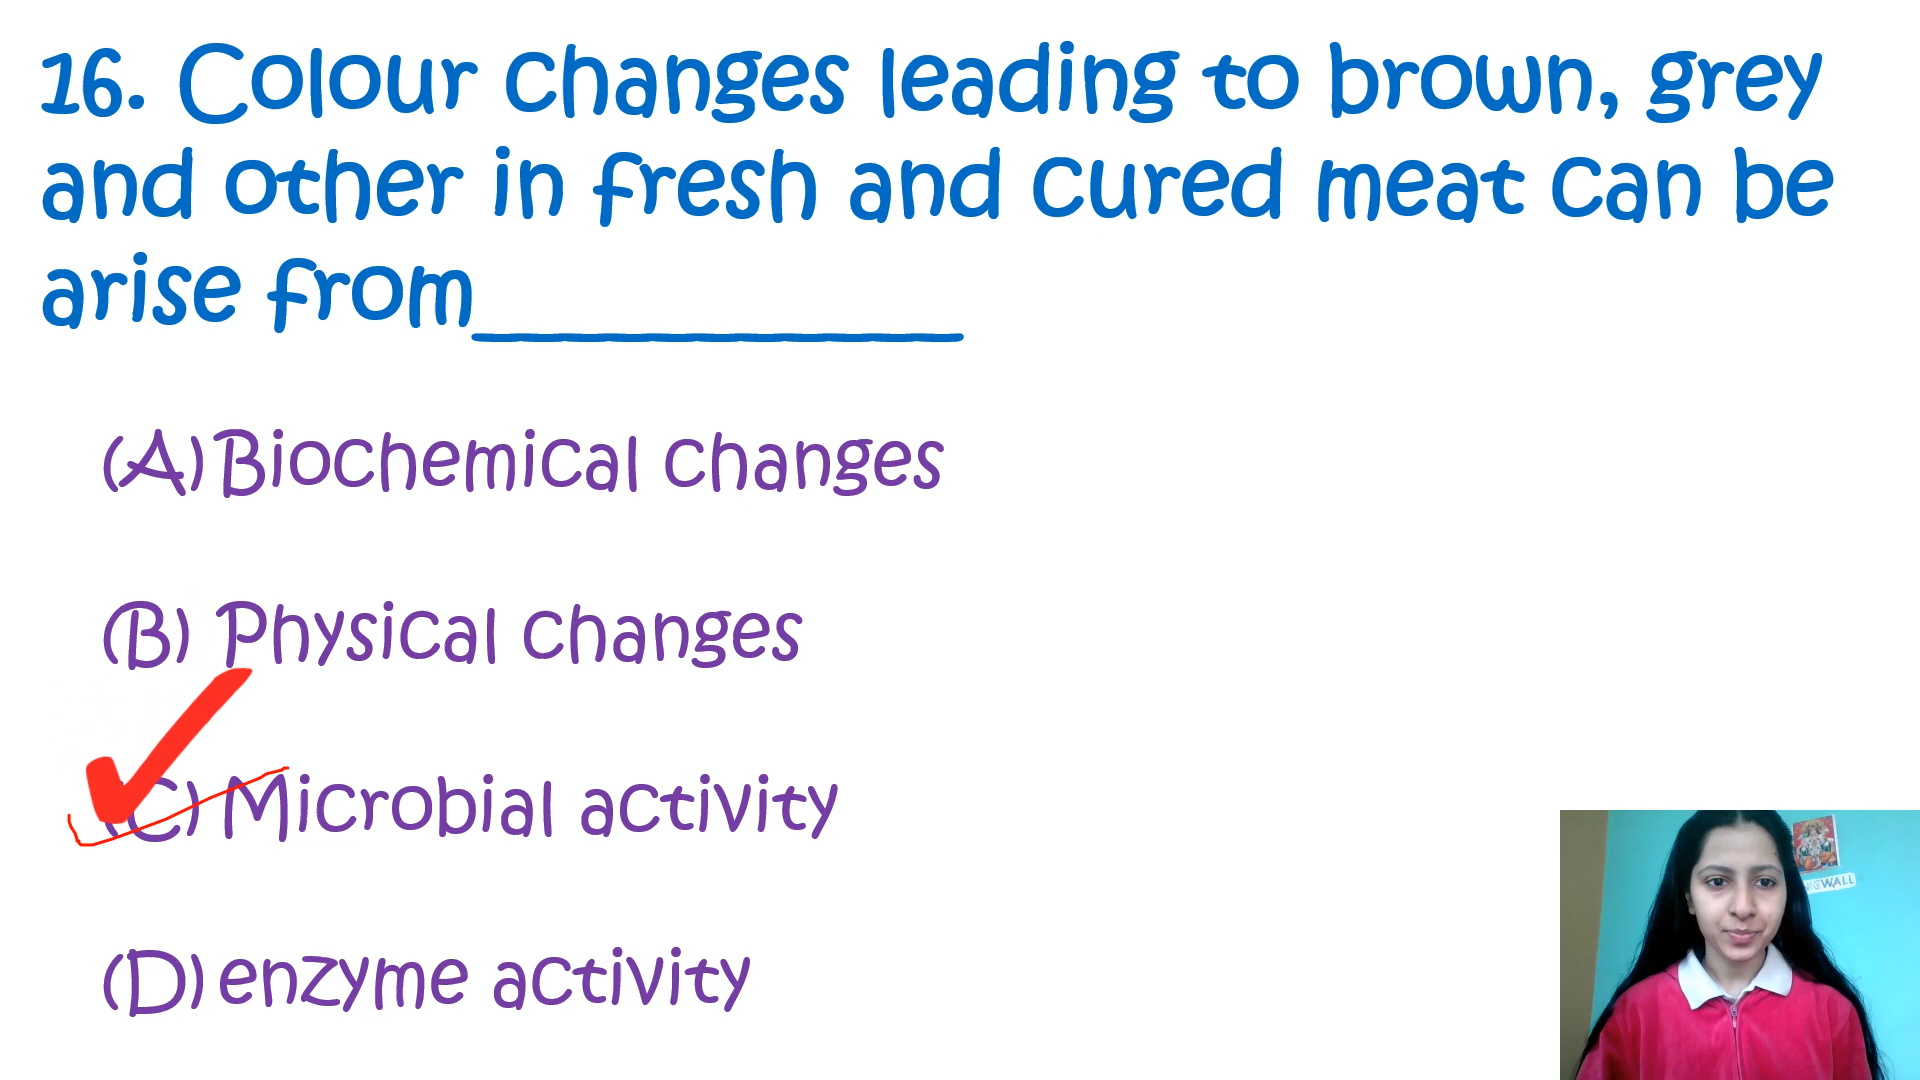 16. Colour changes leading to brown, grey
and other in fresh and cured meat can be
arise from___________
(A) Biochemical changes
(B) Physical changes
(C) Microbial activity
(D) enzyme activity
WALL